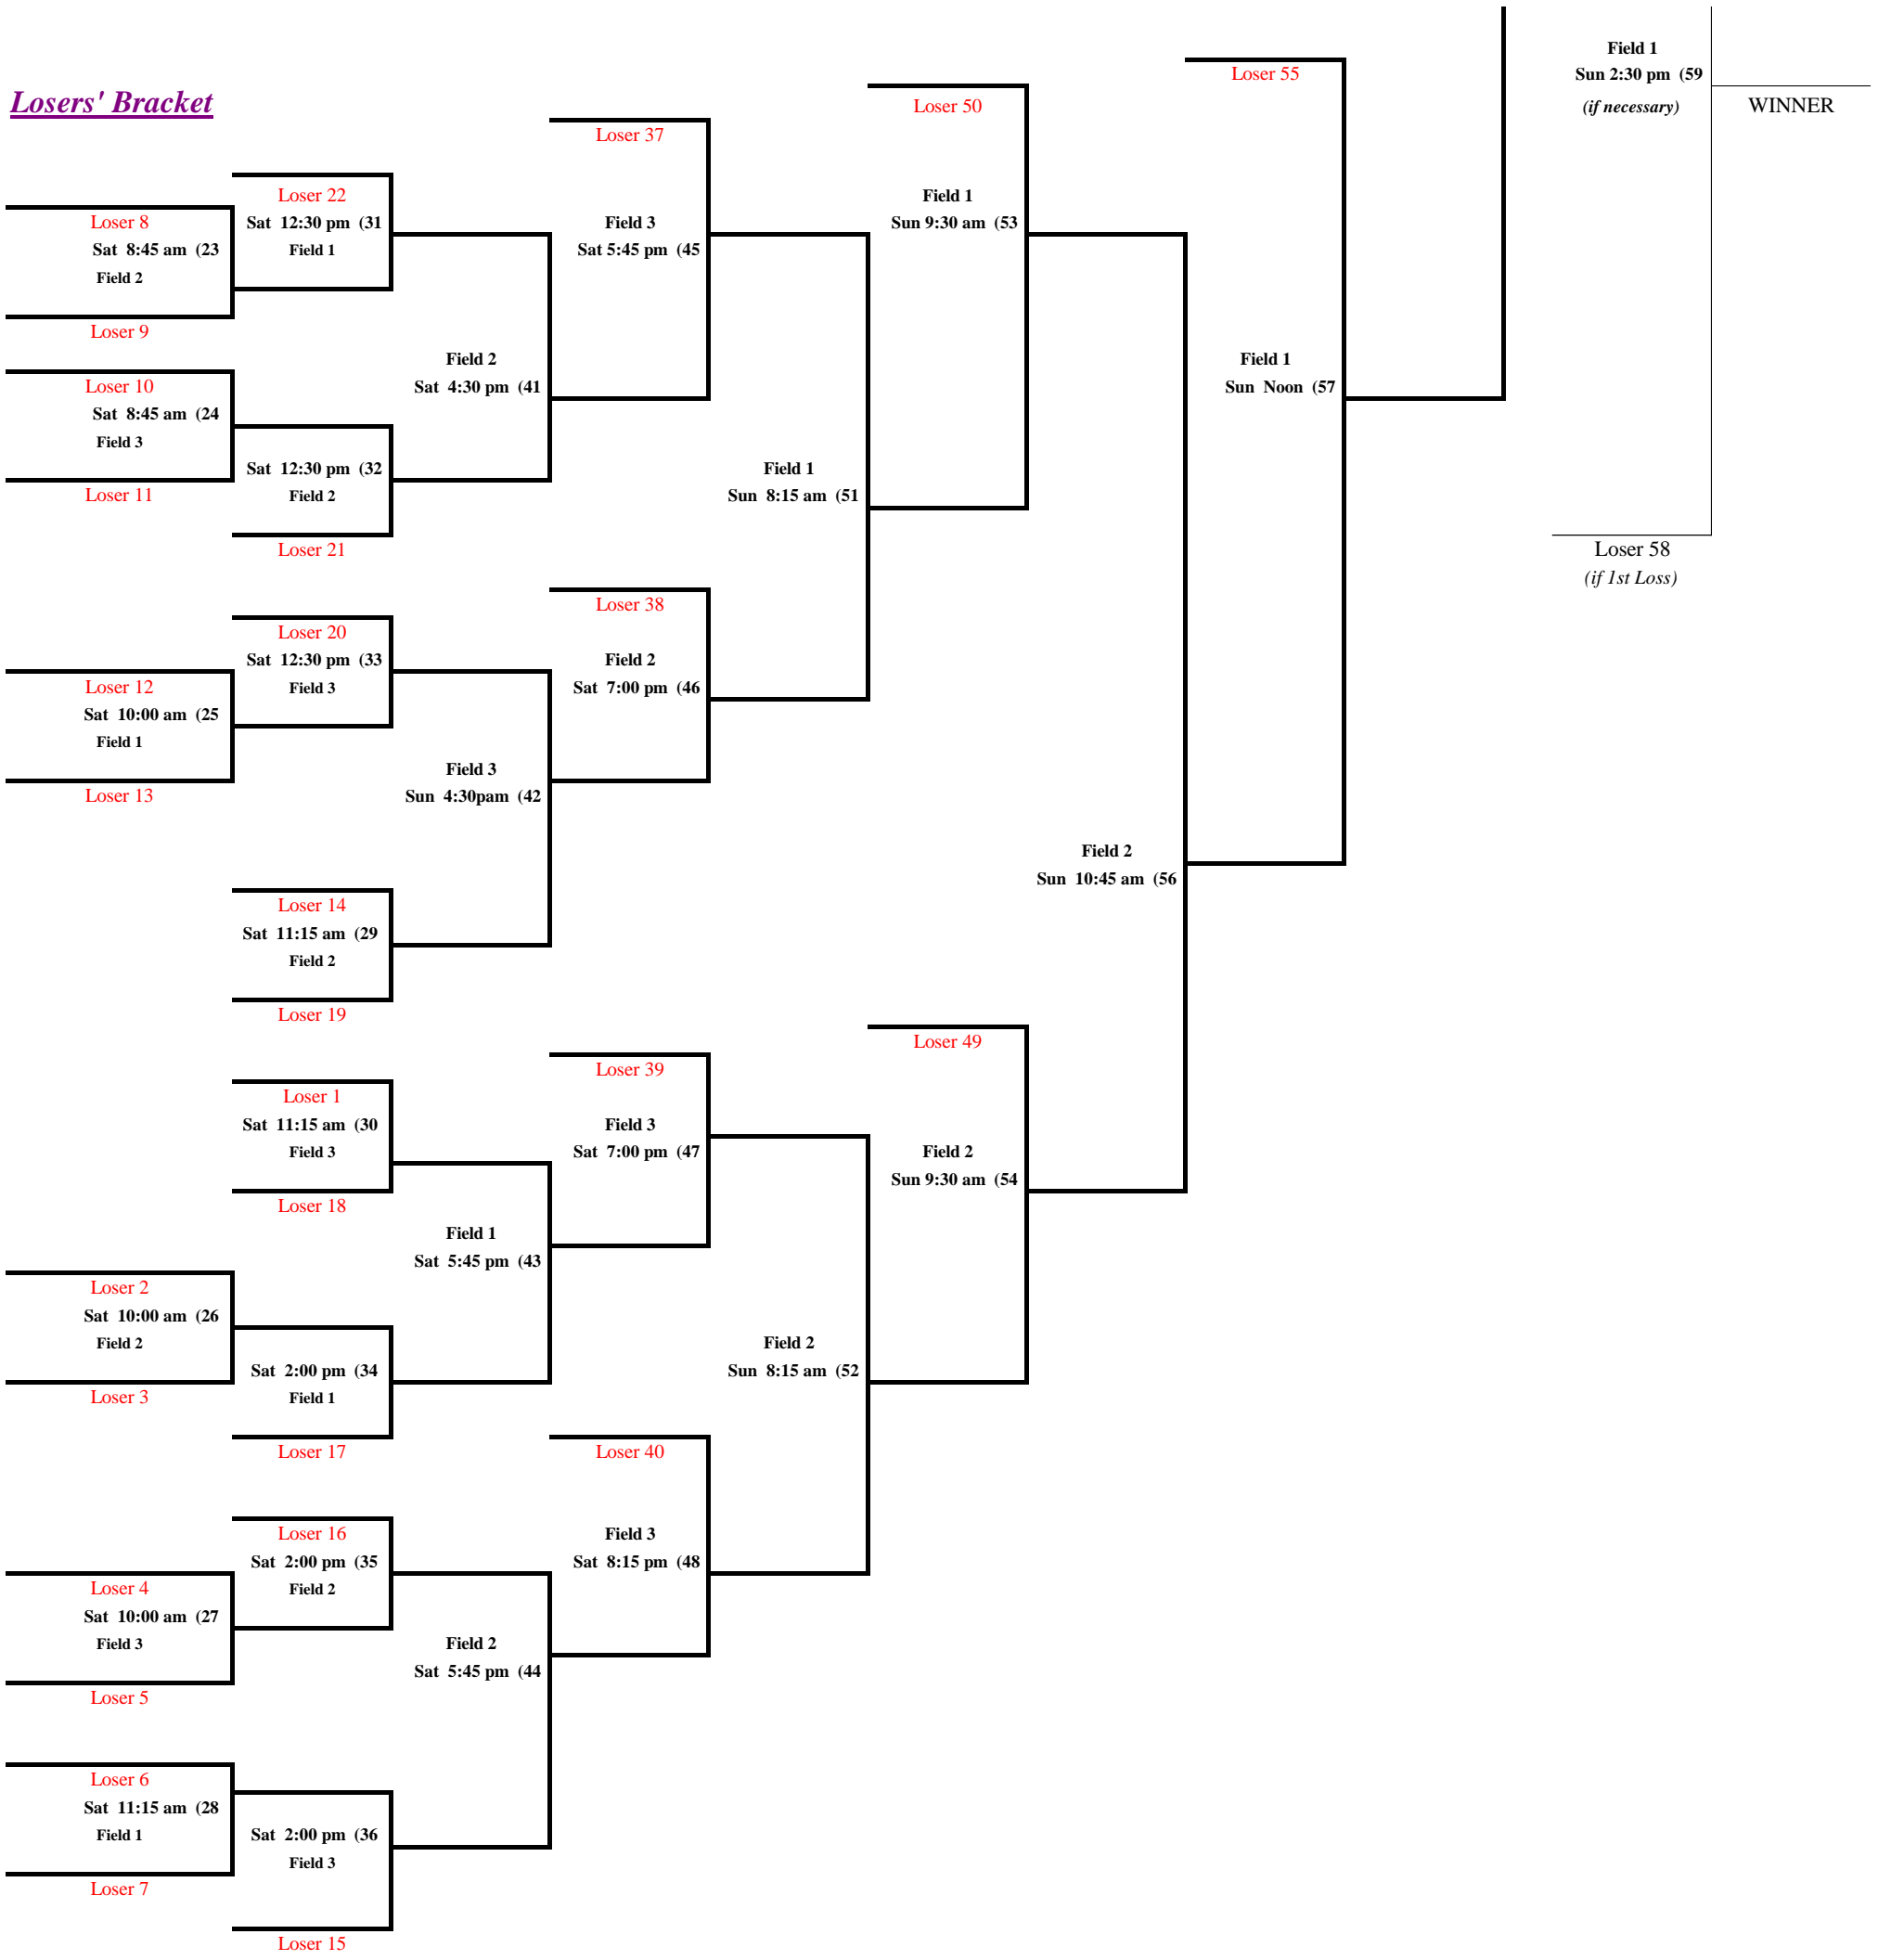 Losers' Bracket
Loser 8
Sat 8:45 am (23
Field 2
Loser 9
Loser 10
Sat 8:45 am (24
Field 3
Loser 11
Loser 12
Sat 10:00 am (25
Field 1
Loser 13
Loser 2
Sat 10:00 am (26
Field 2
Loser 3
Loser 4
Sat 10:00 am (27
Field 3
Loser 5
Loser 6
Sat 11:15 am (28
Field 1
Loser 7
Loser 22
Sat 12:30 pm (31
Field 1
Sat 12:30 pm (32
Field 2
Loser 21
Loser 20
Sat 12:30 pm (33
Field 3
Loser 14
Sat 11:15 am (29
Field 2
Loser 19
Loser 1
Sat 11:15 am (30
Field 3
Loser 18
Sat 2:00 pm (34
Field 1
Loser 17
Loser 16
Sat 2:00 pm (35
Field 2
Sat 2:00 pm (36
Field 3
Loser 15
Field 2
Sat 4:30 pm (41
Field 3
Sun 4:30pam (42
Field 1
Sat 5:45 pm (43
Field 2
Sat 5:45 pm (44
Loser 37
Field 3
Sat 5:45 pm (45
Loser 38
Field 2
Sat 7:00 pm (46
Loser 39
Field 3
Sat 7:00 pm (47
Loser 40
Field 3
Sat 8:15 pm (48
Field 1
Sun 8:15 am (51
Field 2
Sun 8:15 am (52
Loser 50
Field 1
Sun 9:30 am (53
Loser 49
Field 2
Sun 9:30 am (54
Field 2
Sun 10:45 am (56
Loser 55
Field 1
Sun Noon (57
Field 1
Sun 2:30 pm (59
(if necessary)
Loser 58
(if 1st Loss)
WINNER